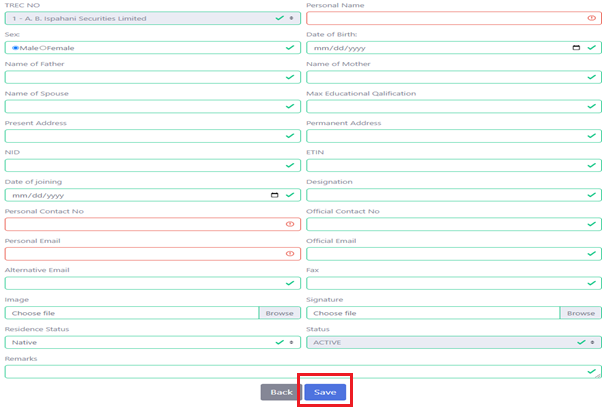 TREC NO Personal Name
1 - A. B. Ispahani Securities Limited
Sex: Date of Birth:
Male Female mm/dd/yyyy
Name of Father Name of Mother
Name of Spouse Max Educational Qalification
Present Address Permanent Address
NID ETIN
Date of joining Designation
mm/dd/yyyy
Personal Contact No Official Contact No
Personal Email Official Email
Alternative Email Fax
Image Signature
Choose file Browse Choose file Browse
Residence Status Status
Native ACTIVE
Remarks
Back Save